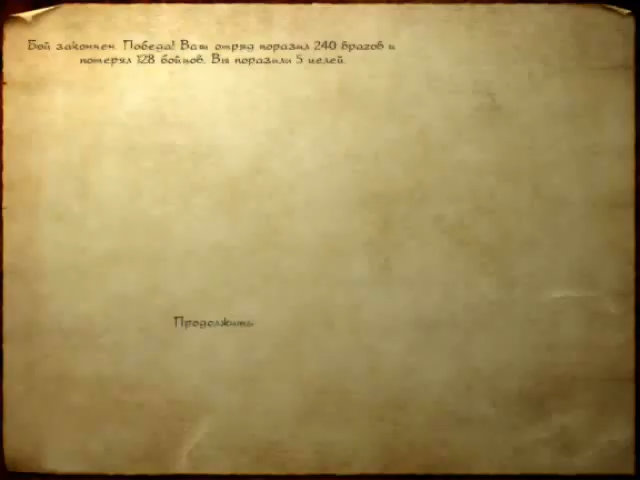 Бой закончен. Победа! Ваш отряд поразил 240 врагов и
потерял 128 бойцов. Вы поразили 5 целей.
Продолжить